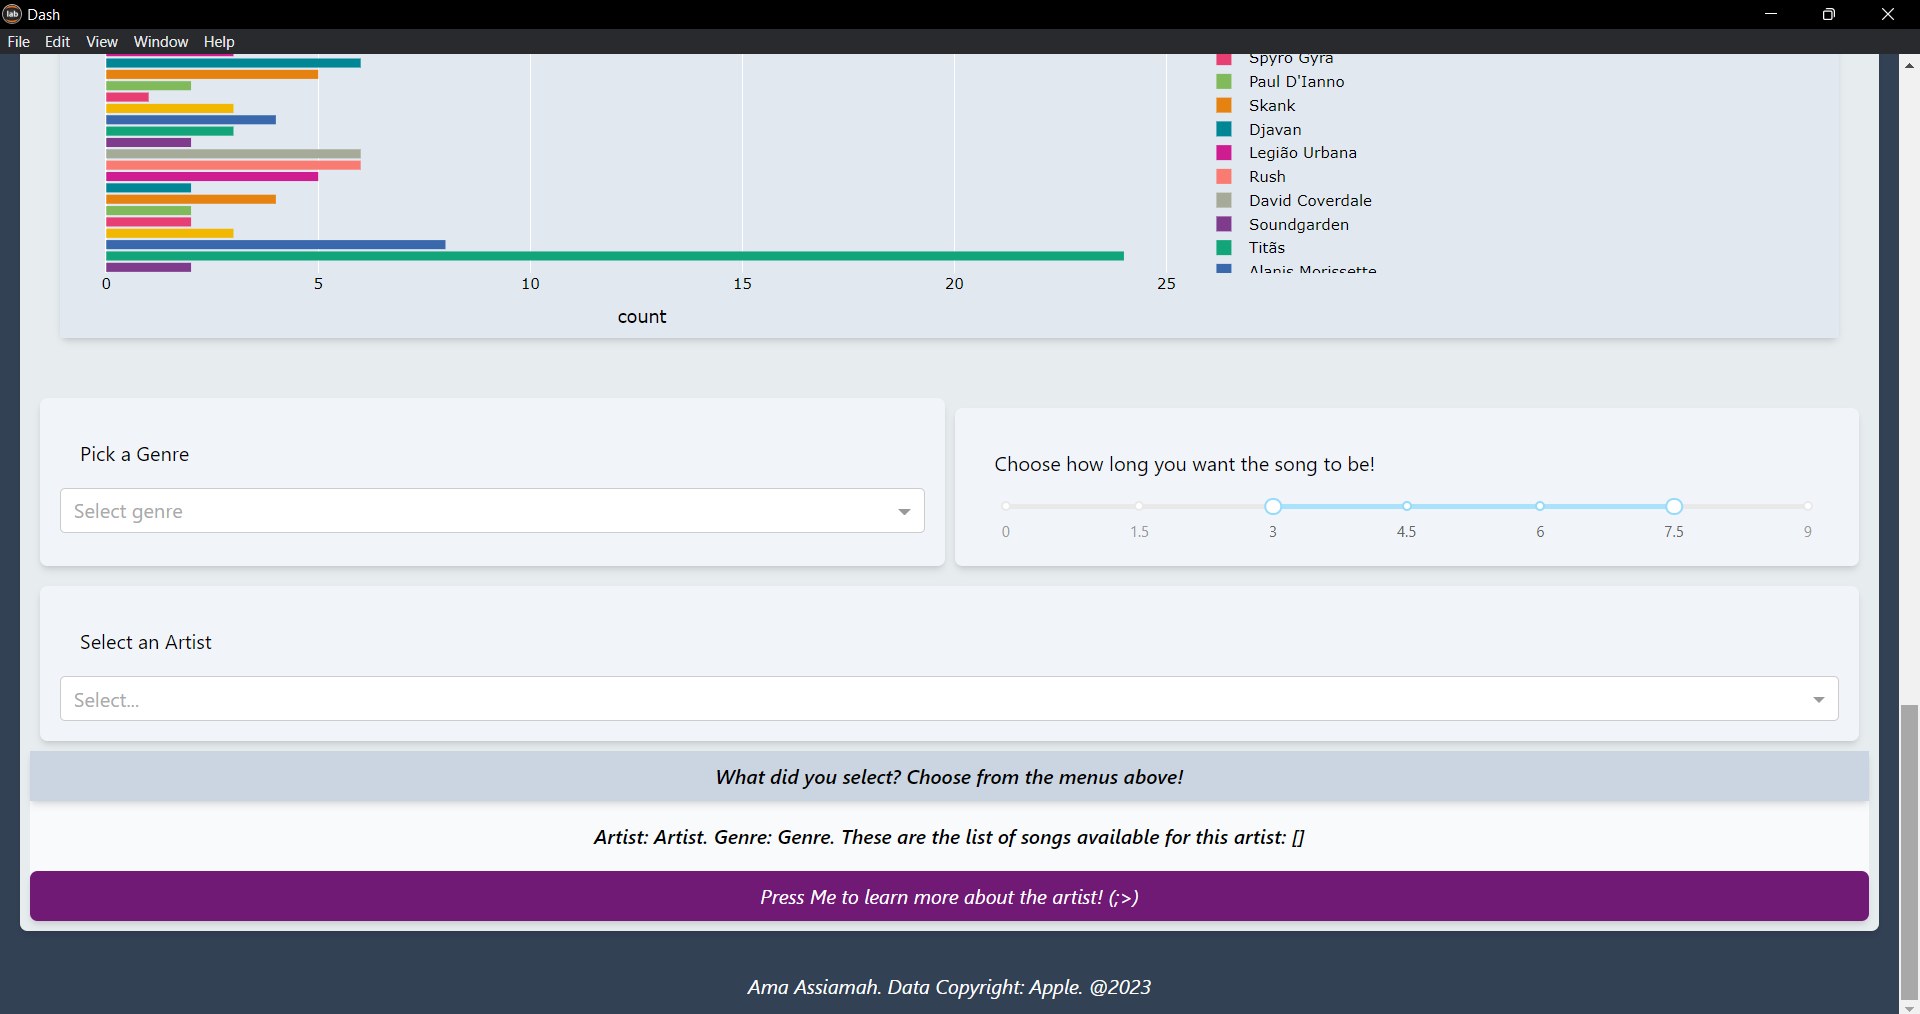 lab Dash
File Edit View Window Help
Spyro Gyra
Paul D'Ianno
Skank
Djavan
Legião Urbana
Rush
David Coverdale
Soundgarden
Titãs
Alanis Morissette
0 5 10 15 20 25
count
Pick a Genre
Select genre
Choose how long you want the song to be!
0 1.5 3 4.5 6 7.5 9
Select an Artist
Select...
What did you select? Choose from the menus above!
Artist: Artist. Genre: Genre. These are the list of songs available for this artist: []
Press Me to learn more about the artist! (;>)
Ama Assiamah. Data Copyright: Apple. @2023